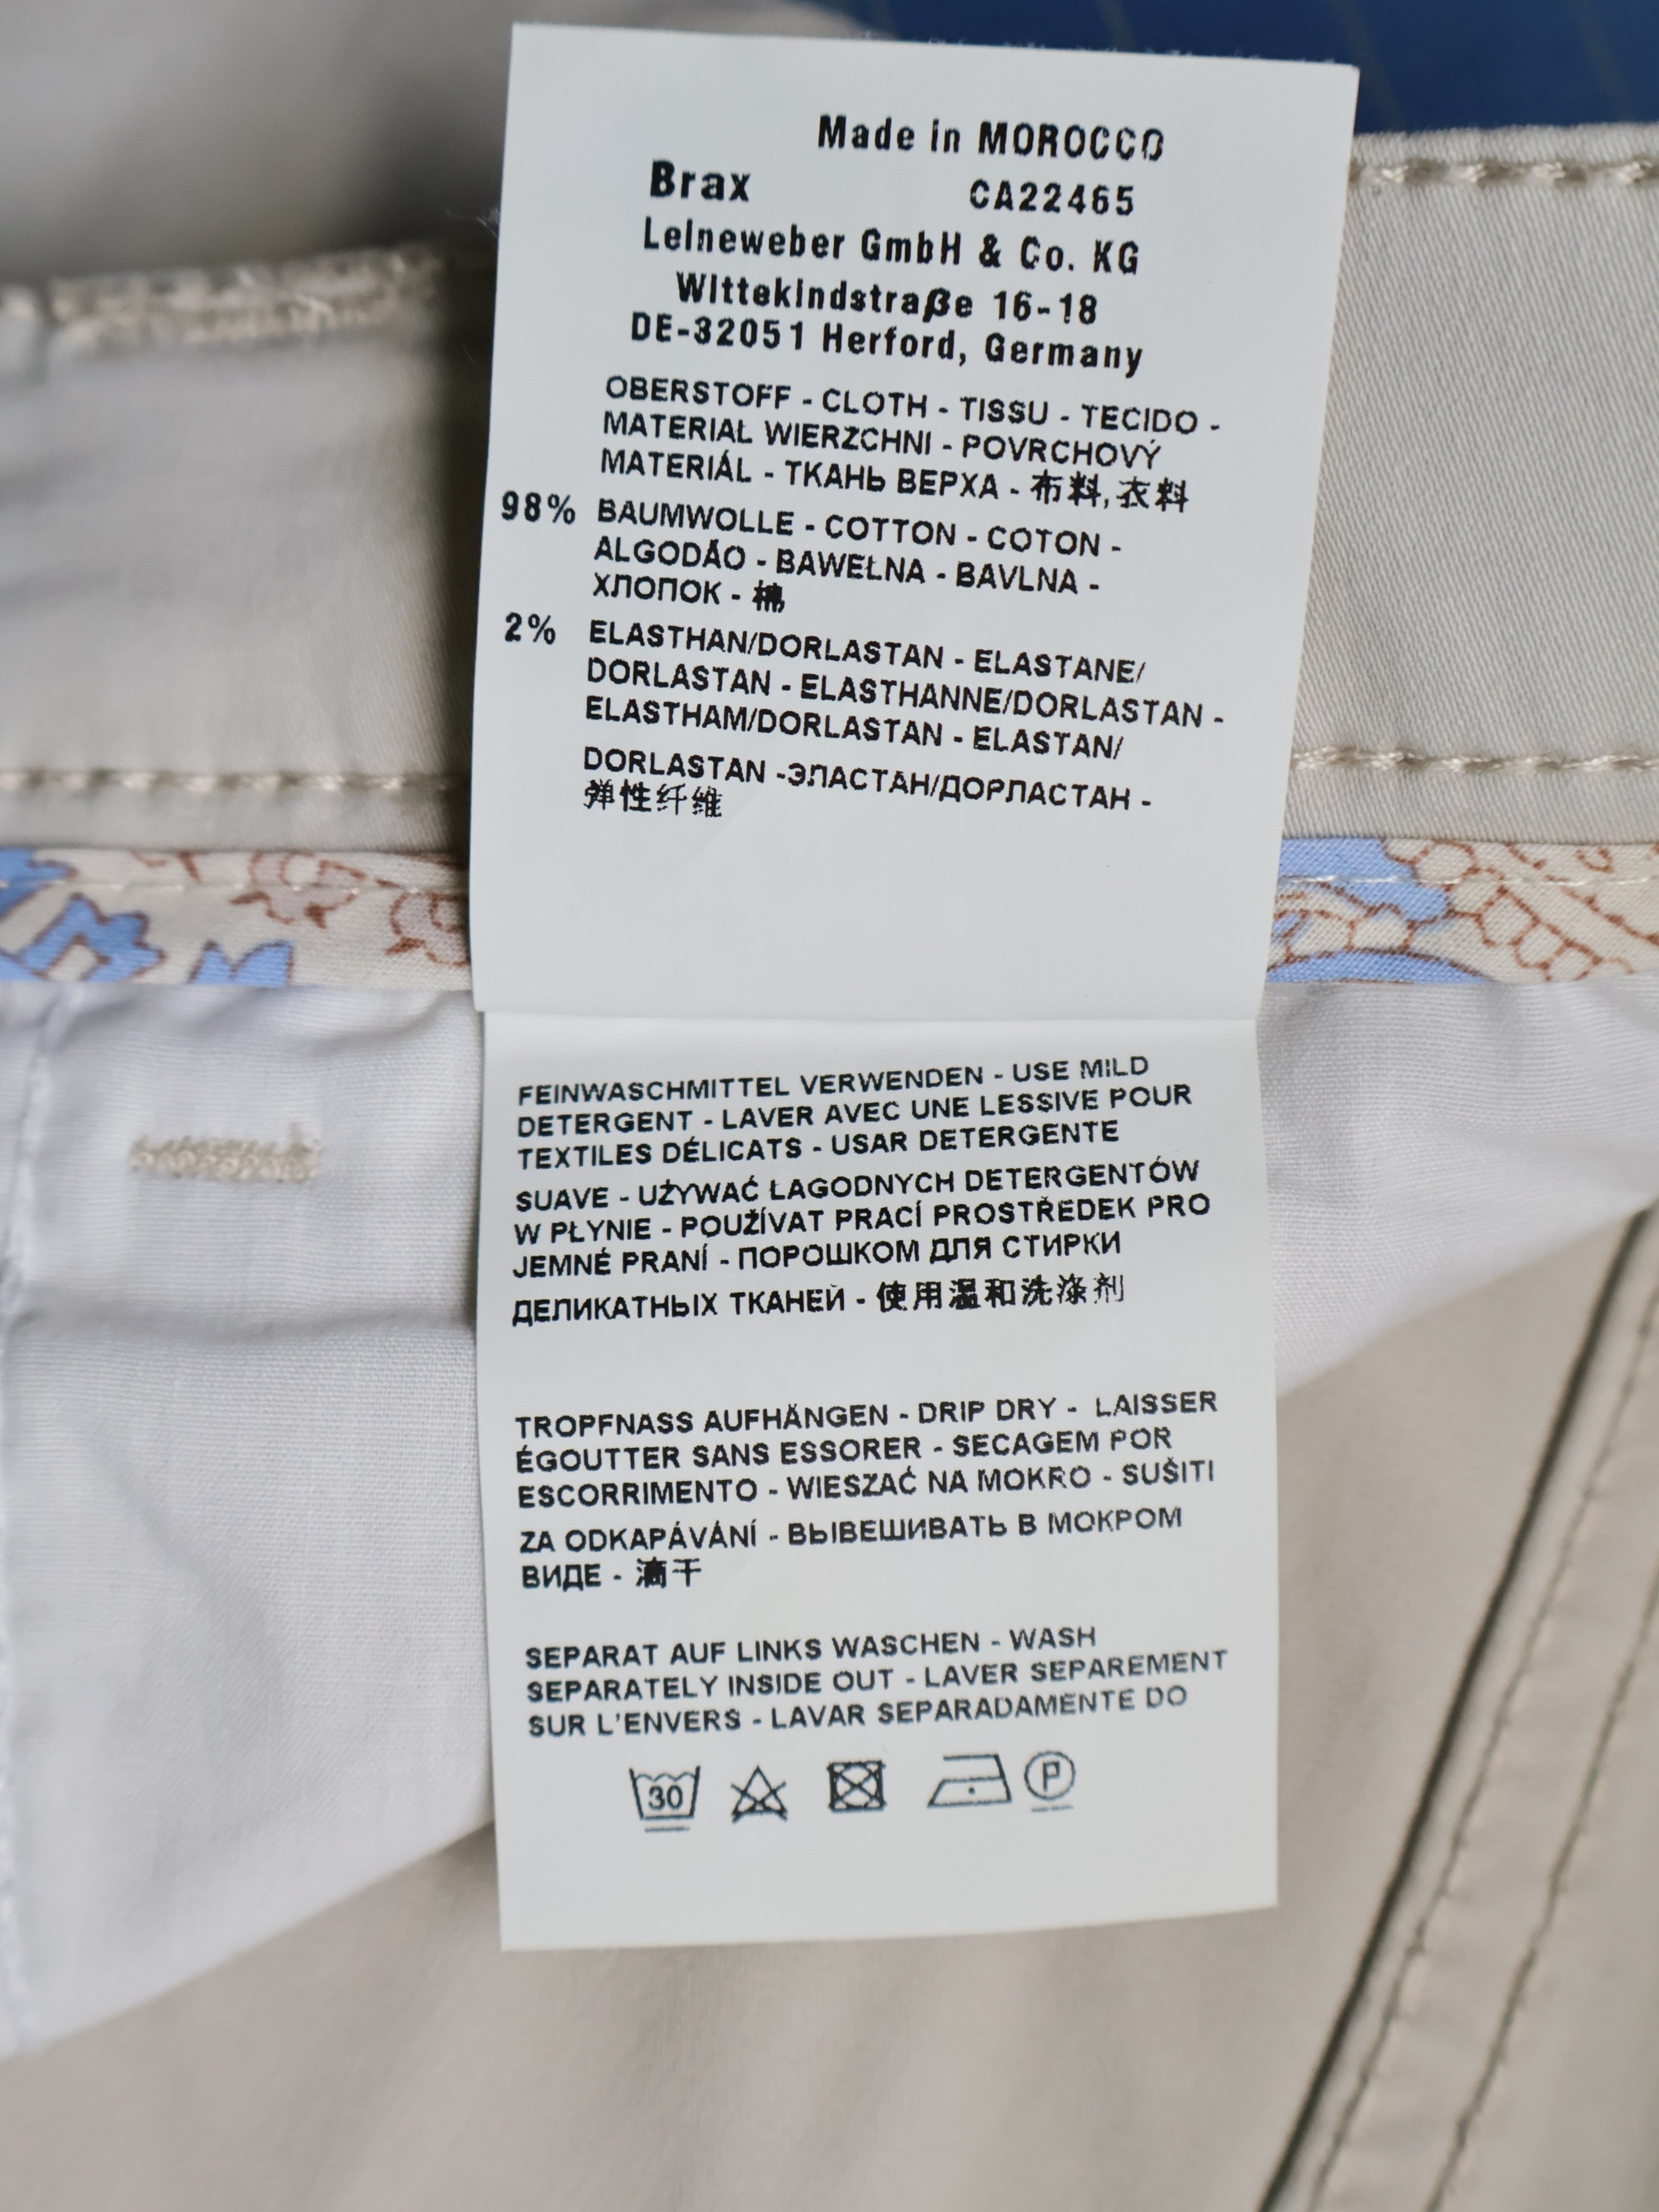 Made in MOROCCO
Brax CA22465
Leineweber GmbH & Co. KG
Wittekindstraße 16-18
DE-32051 Herford, Germany
OBERSTOFF - CLOTH - TISSU - TECIDO -
MATERIAŁ WIERZCHNI - POVRCHOVÝ
MATERIÁL - ТКАНЬ ВЕРХА - 布料,衣料
98% BAUMWOLLE - COTTON - COTON -
ALGODÃO - BAWEŁNA - BAVLNA -
ХЛОПОК - 棉
2% ELASTHAN/DORLASTAN - ELASTANE/
DORLASTAN - ELASTHANNE/DORLASTAN -
ELASTHAM/DORLASTAN - ELASTAN/
DORLASTAN -ЭЛАСТАН/ДОРЛАСТАН -
弹性纤维
FEINWASCHMITTEL VERWENDEN - USE MILD
DETERGENT - LAVER AVEC UNE LESSIVE POUR
TEXTILES DÉLICATS - USAR DETERGENTE
SUAVE - UŻYWAĆ ŁAGODNYCH DETERGENTÓW
W PŁYNIE - POUŽÍVAT PRACÍ PROSTŘEDEK PRO
JEMNÉ PRANÍ - ПОРОШКОМ ДЛЯ СТИРКИ
ДЕЛИКАТНЫХ ТКАНЕЙ - 使用温和洗涤剂
TROPFNASS AUFHÄNGEN - DRIP DRY - LAISSER
ÉGOUTTER SANS ESSORER - SECAGEM POR
ESCORRIMENTO - WIESZAĆ NA MOKRO - SUŠITI
ZA ODKAPÁVÁNÍ - ВЫВЕШИВАТЬ В МОКРОМ
ВИДЕ - 滴干
SEPARAT AUF LINKS WASCHEN - WASH
SEPARATELY INSIDE OUT - LAVER SEPAREMENT
SUR L'ENVERS - LAVAR SEPARADAMENTE DO
30 P